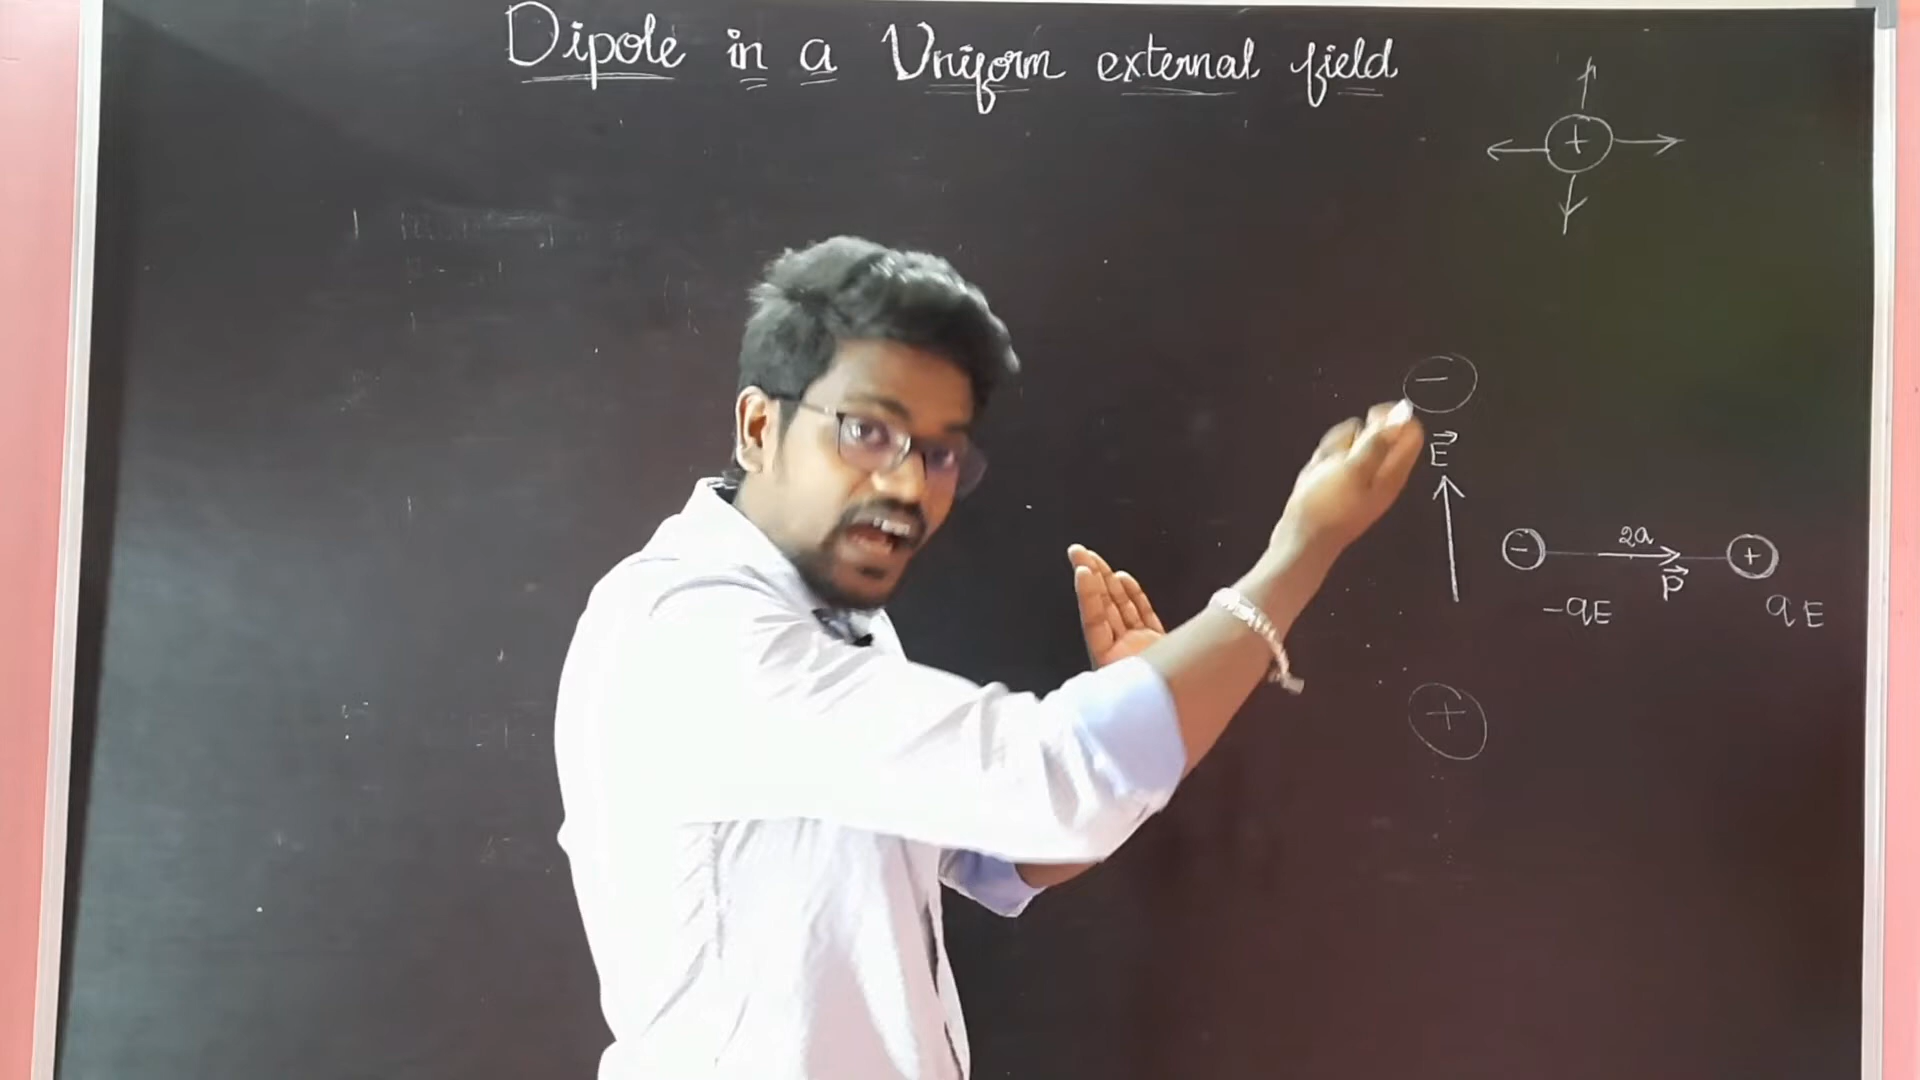 Dipole in a Uniform external field
+
−
E⃗
− 2a +
P⃗
-qE qE
+